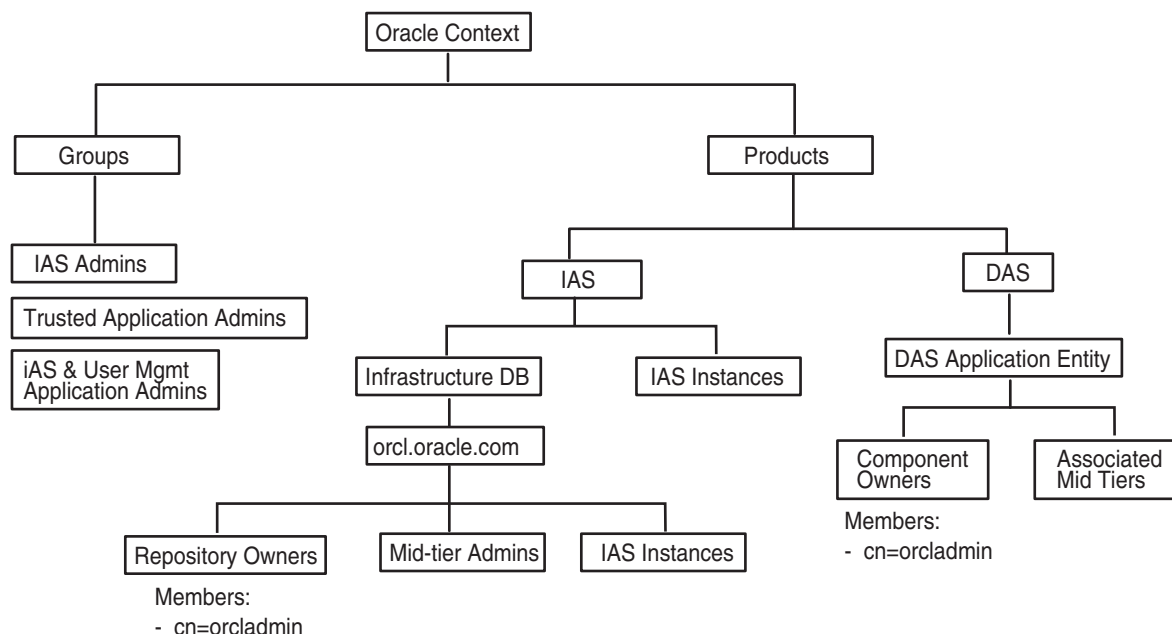 Oracle Context
Groups
Products
IAS Admins
IAS
DAS
Trusted Application Admins
iAS & User Mgmt
Application Admins
Infrastructure DB
IAS Instances
DAS Application Entity
orcl.oracle.com
Component
Owners
Associated
Mid Tiers
Members:
- cn=orcladmin
Repository Owners
Mid-tier Admins
IAS Instances
Members:
- cn=orcladmin